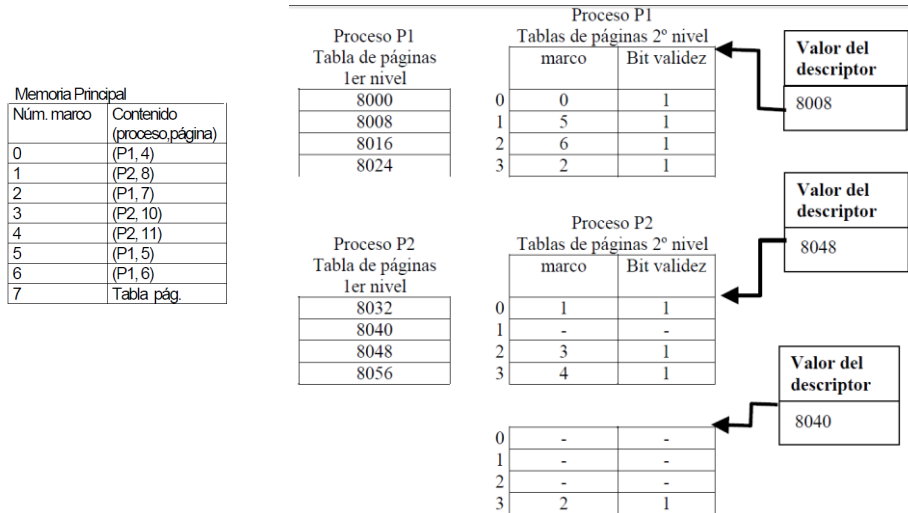 Memoria Principal
Núm. marco Contenido
(proceso,página)
0 (P1, 4)
1 (P2, 8)
2 (P1, 7)
3 (P2, 10)
4 (P2, 11)
5 (P1, 5)
6 (P1, 6)
7 Tabla pág.
Proceso P1
Tabla de páginas
1er nivel
8000
8008
8016
8024
Proceso P1
Tablas de páginas 2º nivel
marco Bit validez
0 0 1
1 5 1
2 6 1
3 2 1
Valor del
descriptor
8008
Proceso P2
Tabla de páginas
1er nivel
8032
8040
8048
8056
Proceso P2
Tablas de páginas 2º nivel
marco Bit validez
0 1 1
1 - -
2 3 1
3 4 1
Valor del
descriptor
8048
0 - -
1 - -
2 - -
3 2 1
Valor del
descriptor
8040